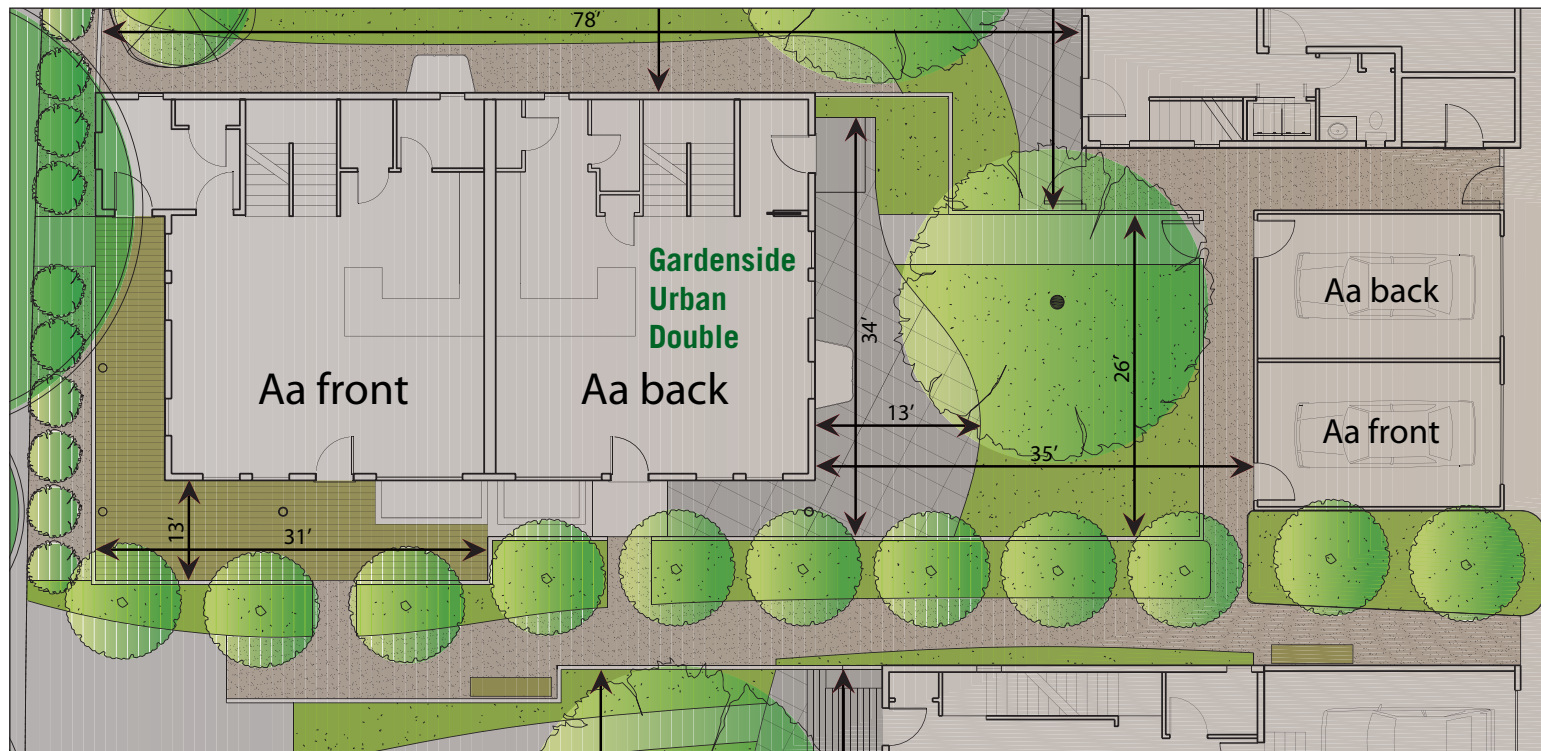 78’
Gardenside
Urban
Double
Aa front
Aa back
34’
13’
35’
26’
Aa back
Aa front
13’
31’